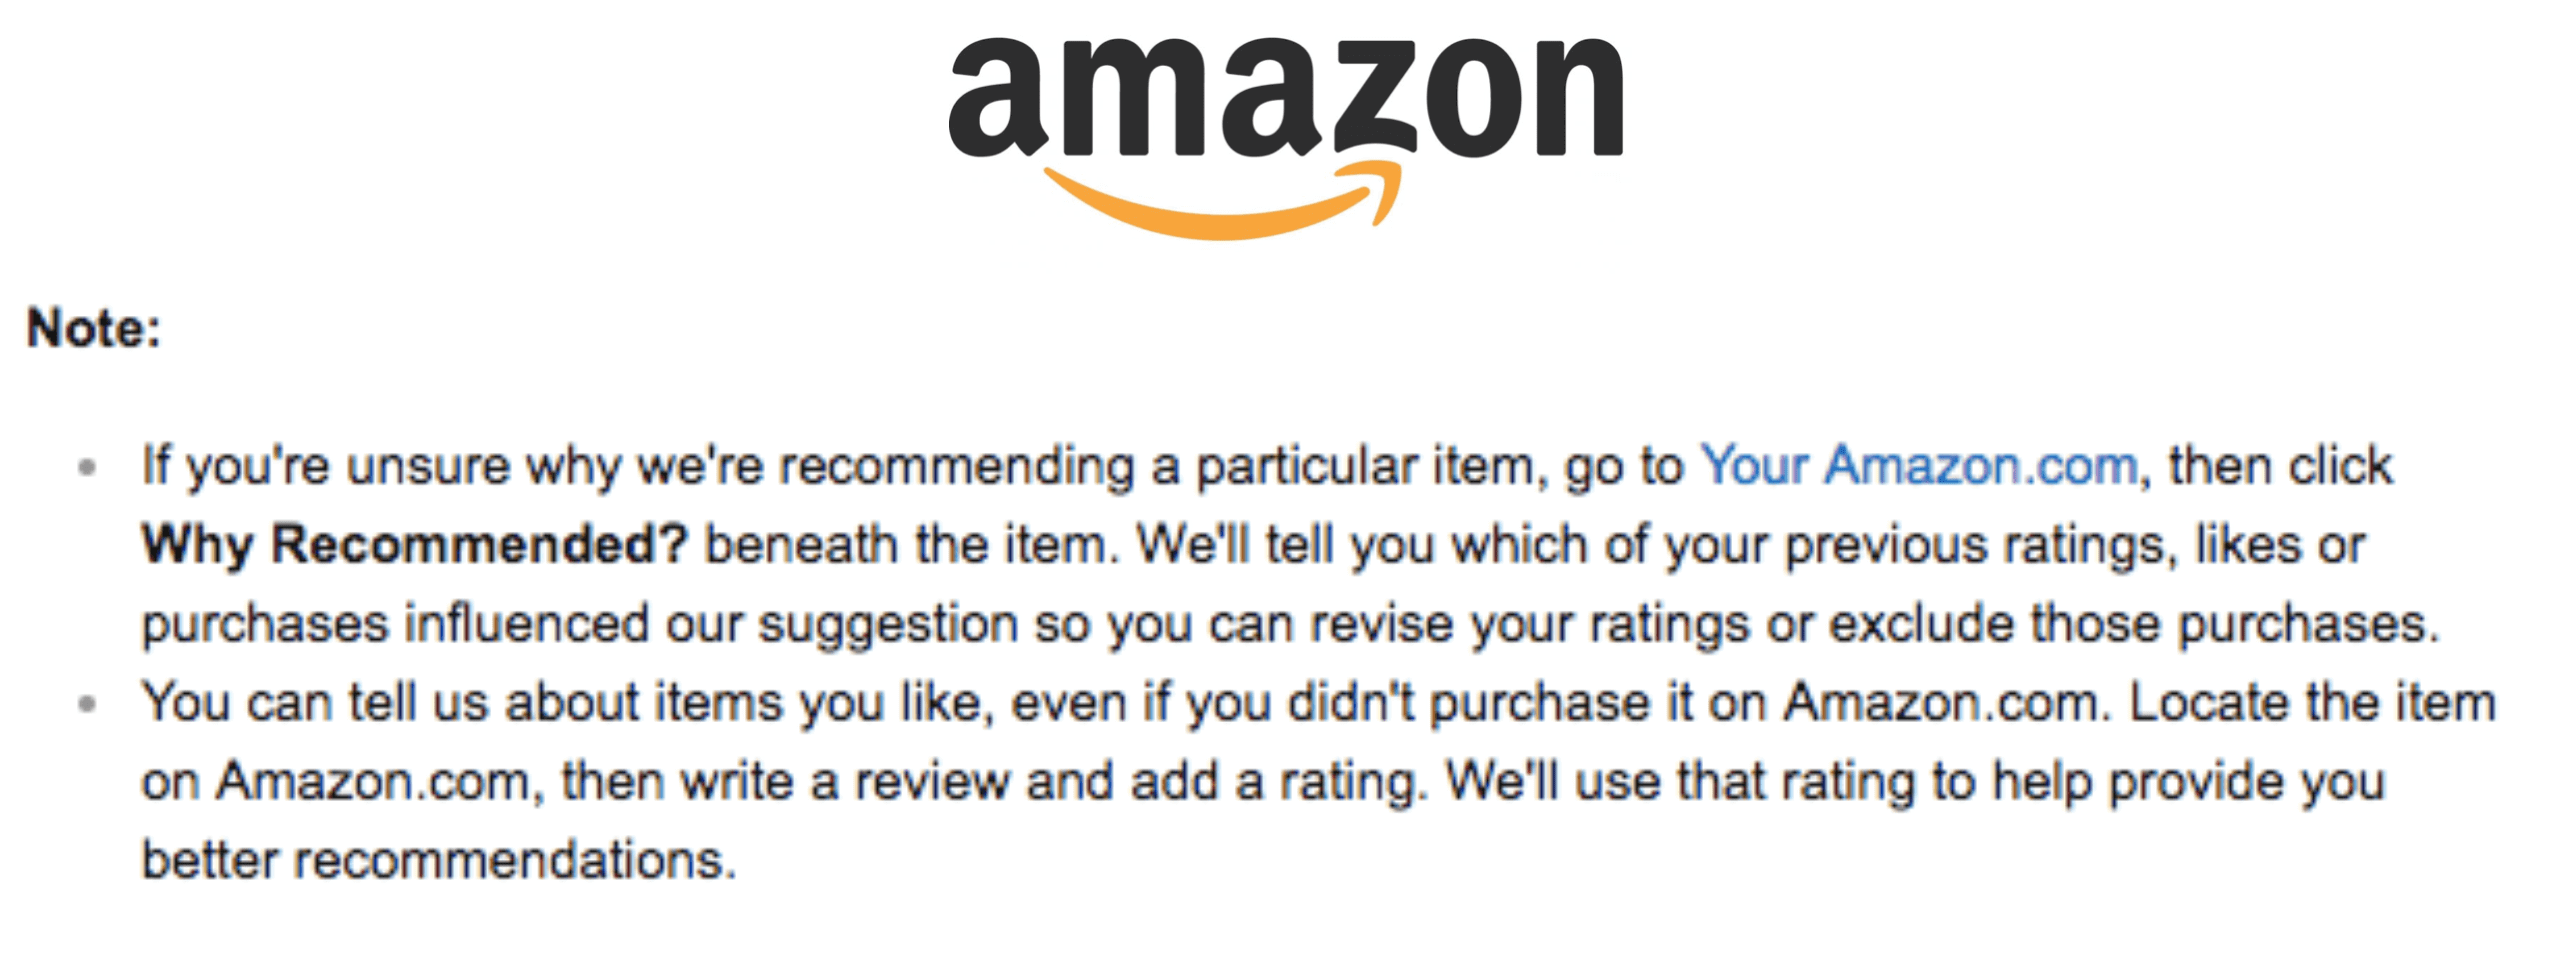 amazon
Note:
If you're unsure why we're recommending a particular item, go to Your Amazon.com, then click
Why Recommended? beneath the item. We'll tell you which of your previous ratings, likes or
purchases influenced our suggestion so you can revise your ratings or exclude those purchases.
You can tell us about items you like, even if you didn't purchase it on Amazon.com. Locate the item
on Amazon.com, then write a review and add a rating. We'll use that rating to help provide you
better recommendations.